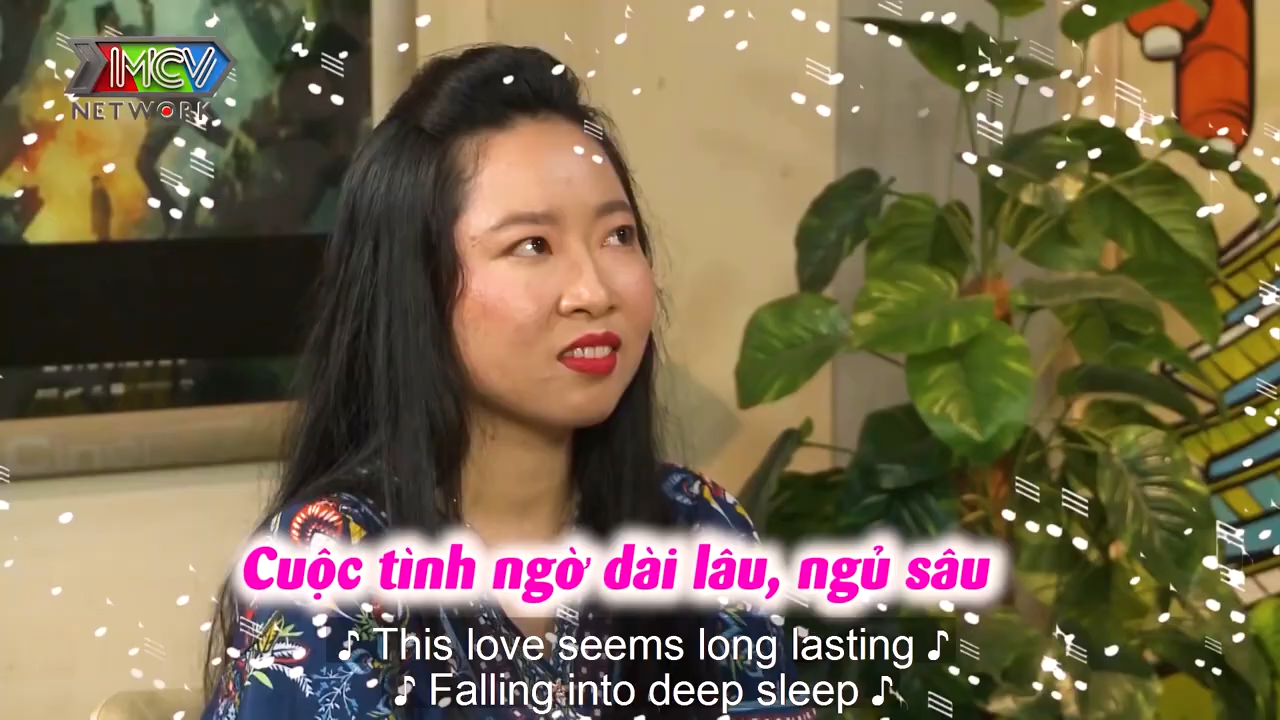 MCV
NETWORK
Cuộc tình ngờ dài lâu, ngủ sâu
♪ This love seems long lasting ♪
♪ Falling into deep sleep ♪